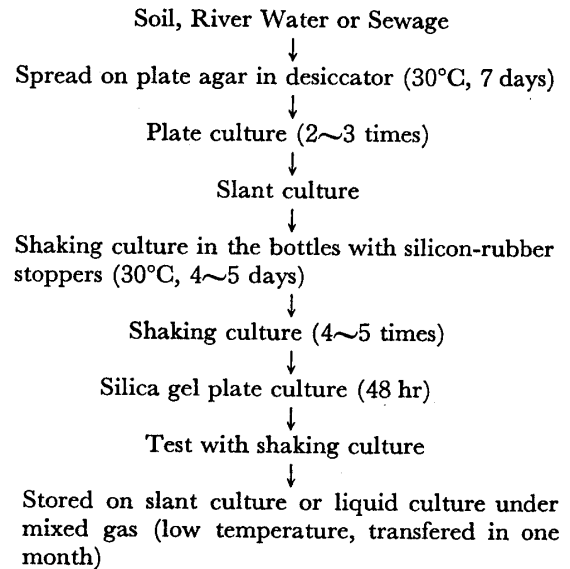 Soil, River Water or Sewage
↓
Spread on plate agar in desiccator (30°C, 7 days)
↓
Plate culture (2～3 times)
↓
Slant culture
↓
Shaking culture in the bottles with silicon-rubber
stoppers (30°C, 4～5 days)
↓
Shaking culture (4～5 times)
↓
Silica gel plate culture (48 hr)
↓
Test with shaking culture
↓
Stored on slant culture or liquid culture under
mixed gas (low temperature, transfered in one
month)